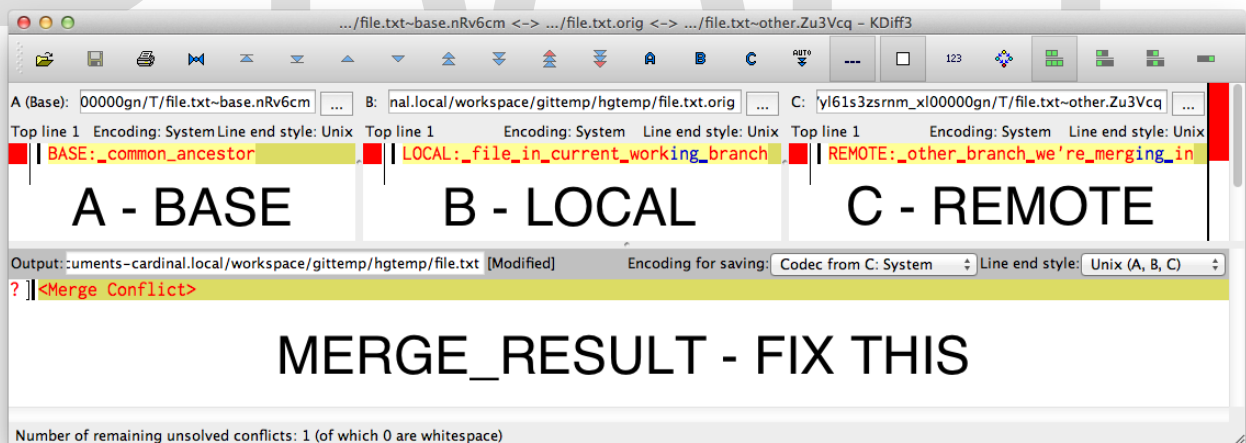 .../file.txt~base.nRv6cm <-> .../file.txt.orig <-> .../file.txt~other.Zu3Vcq - KDiff3
A B C AUTO --- 123
A (Base): 00000gn/T/file.txt~base.nRv6cm ... B: nal.local/workspace/gittemp/hgtemp/file.txt.orig ... C: 'yl61s3zsrnm_xl00000gn/T/file.txt~other.Zu3Vcq ...
Top line 1 Encoding: System Line end style: Unix Top line 1 Encoding: System Line end style: Unix Top line 1 Encoding: System Line end style: Unix
BASE:_common_ancestor LOCAL:_file_in_current_working_branch REMOTE:_other_branch_we're_merging_in
A - BASE B - LOCAL C - REMOTE
Output: cuments-cardinal.local/workspace/gittemp/hgtemp/file.txt [Modified] Encoding for saving: Codec from C: System Line end style: Unix (A, B, C)
? <Merge Conflict>
MERGE_RESULT - FIX THIS
Number of remaining unsolved conflicts: 1 (of which 0 are whitespace)